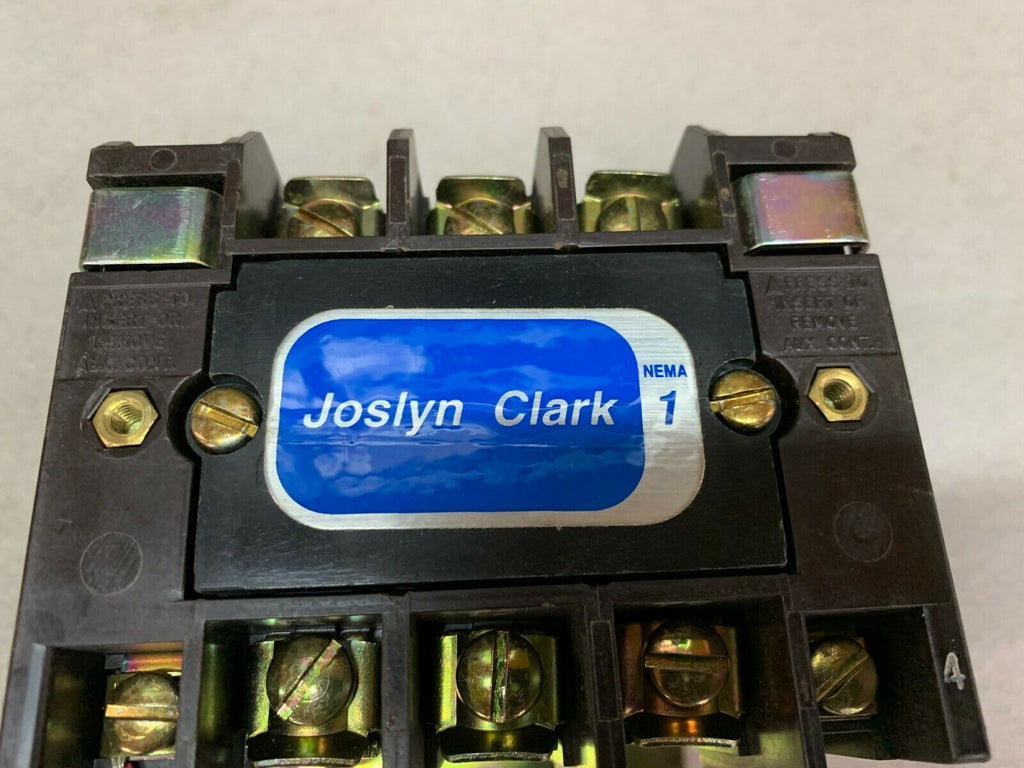 PRESS TO
INSERT OR
REMOVE
AUX. CONT.
PRESS TO
INSERT OR
REMOVE
AUX. CONT.
NEMA
Joslyn Clark
1
4